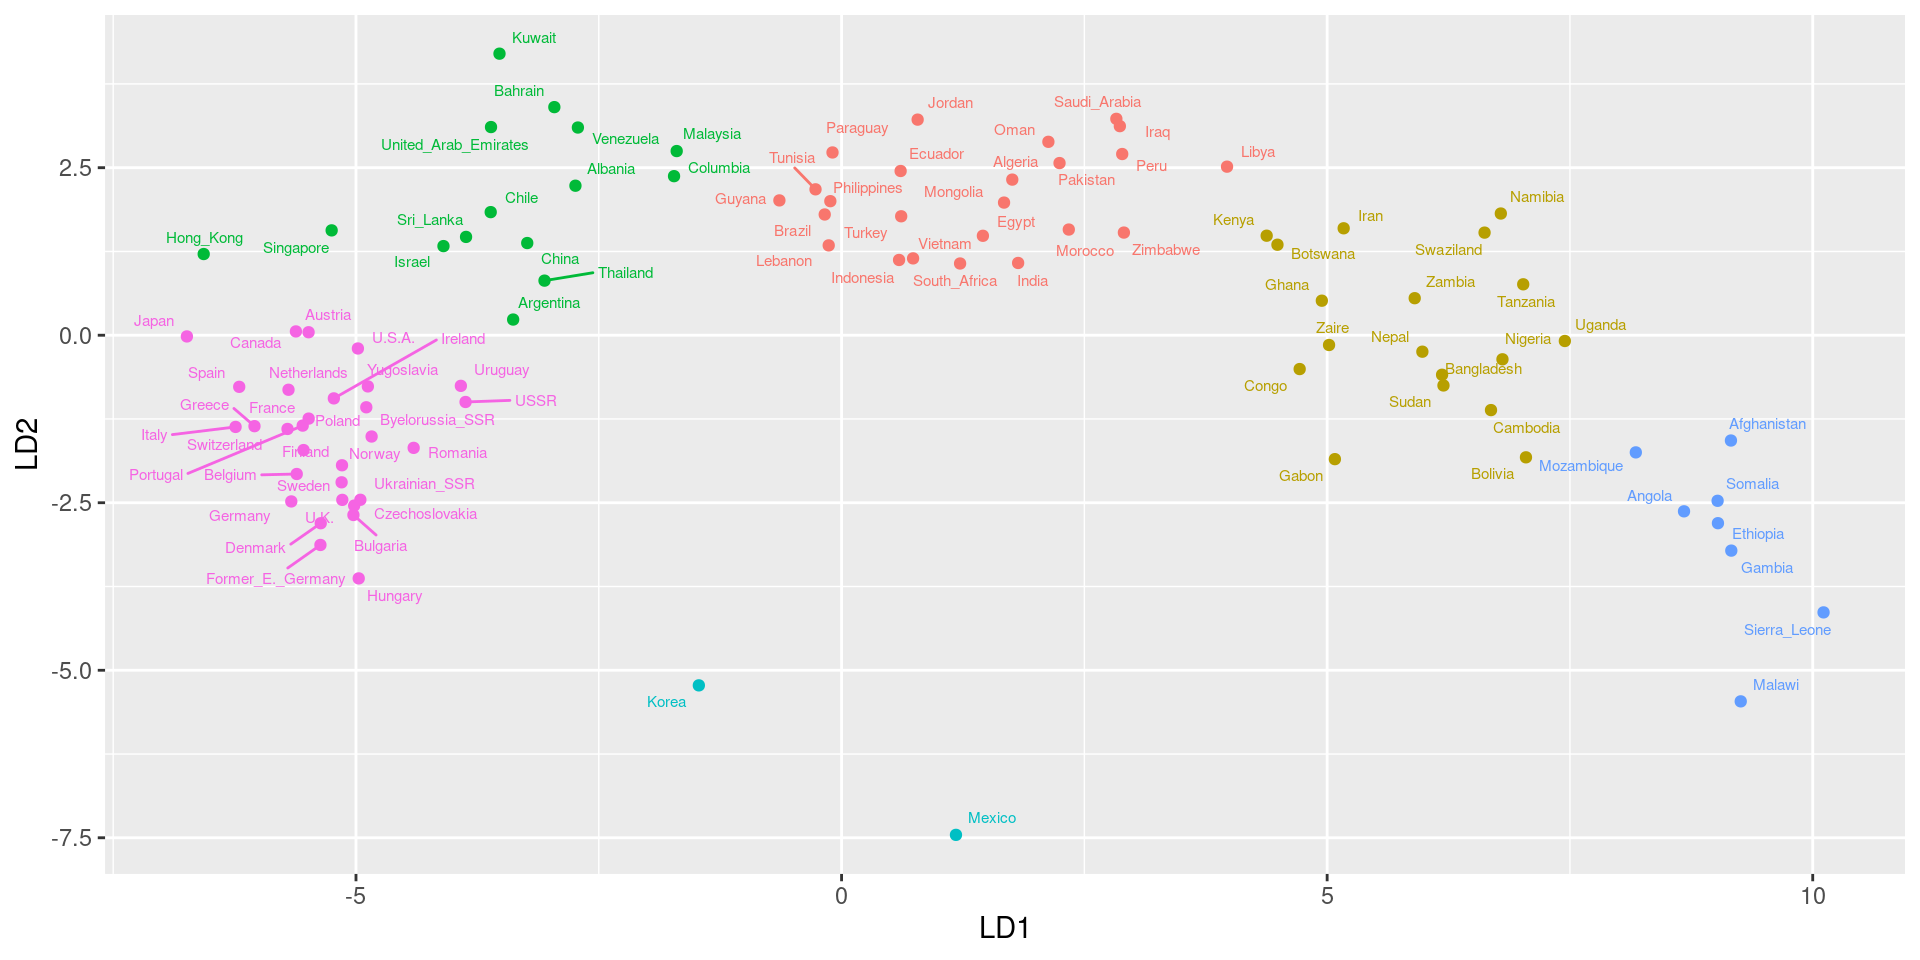 Kuwait
Bahrain
United_Arab_Emirates
Venezuela
Malaysia
Albania
Columbia
Chile
Sri_Lanka
Hong_Kong
Singapore
Israel
China
Thailand
Argentina
Jordan
Saudi_Arabia
Paraguay
Oman
Iraq
Tunisia
Ecuador
Algeria
Peru
Libya
Guyana
Philippines
Mongolia
Pakistan
Brazil
Turkey
Egypt
Lebanon
Vietnam
Morocco
Zimbabwe
Indonesia
South_Africa
India
Namibia
Kenya
Iran
Botswana
Swaziland
Ghana
Zambia
Tanzania
Zaire
Nepal
Nigeria
Uganda
Congo
Bangladesh
Sudan
Cambodia
Gabon
Bolivia
Japan
Austria
Canada
U.S.A.
Ireland
Spain
Netherlands
Yugoslavia
Uruguay
Greece
France
USSR
Italy
Poland
Byelorussia_SSR
Switzerland
Finland
Norway
Romania
Portugal
Belgium
Sweden
Ukrainian_SSR
Germany
U.K.
Czechoslovakia
Denmark
Bulgaria
Former_E._Germany
Hungary
Afghanistan
Mozambique
Angola
Somalia
Ethiopia
Gambia
Sierra_Leone
Malawi
Korea
Mexico
2.5
0.0
-2.5
-5.0
-7.5
LD2
-5
0
5
10
LD1